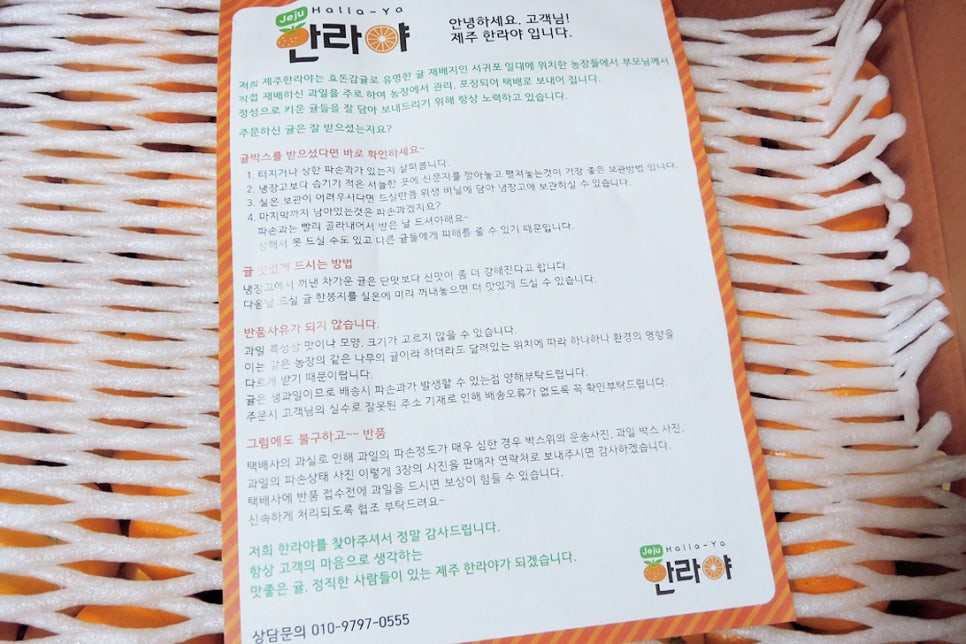 Jeju Halla-Ya
한라야
안녕하세요. 고객님!
제주 한라야 입니다.
저희 제주한라야는 효돈감귤로 유명한 귤 재배지인 서귀포 일대에 위치한 농장들에서 부모님께서
직접 재배하신 과일을 주로 하여 농장에서 관리, 포장되어 택배로 보내어 집니다.
정성으로 키운 귤들을 잘 담아 보내드리기 위해 항상 노력하고 있습니다.
주문하신 귤은 잘 받으셨는지요?
귤박스를 받으셨다면 바로 확인하세요~
1. 터지거나 상한 파손과가 있는지 살펴봅니다.
2. 냉장고보다 습기가 적은 서늘한 곳에 신문지를 깔아놓고 펼쳐놓는것이 가장 좋은 보관방법 입니다.
3. 실온 보관이 어려우시다면 드실만큼 위생 비닐에 담아 냉장고에 보관하실 수 있습니다.
4. 마지막까지 남아있는것은 파손과겠지요?
파손과는 빨리 골라내어서 받은 날 드셔야해요~
상해서 못 드실 수도 있고 다른 귤들에게 피해를 줄 수 있기 때문입니다.
귤 맛있게 드시는 방법
냉장고에서 꺼낸 차가운 귤은 단맛보다 신맛이 좀 더 강해진다고 합니다.
다음날 드실 귤 한봉지를 실온에 미리 꺼내놓으면 더 맛있게 드실 수 있습니다.
반품사유가 되지 않습니다.
과일 특성상 맛이나 모양, 크기가 고르지 않을 수 있습니다.
이는 같은 농장의 같은 나무의 귤이라 하더라도 달려있는 위치에 따라 하나하나 환경의 영향을
다르게 받기 때문이랍니다.
귤은 생과일이므로 배송시 파손과가 발생할 수 있는점 양해부탁드립니다.
주문시 고객님의 실수로 잘못된 주소 기재로 인해 배송오류가 없도록 꼭 확인부탁드립니다.
그럼에도 불구하고~~ 반품
택배사의 과실로 인해 과일의 파손정도가 매우 심한 경우 박스위의 운송사진, 과일 박스 사진,
과일의 파손상태 사진 이렇게 3장의 사진을 판매자 연락처로 보내주시면 감사하겠습니다.
택배사에 반품 접수전에 과일을 드시면 보상이 힘들 수 있습니다.
신속하게 처리되도록 협조 부탁드려요~
저희 한라야를 찾아주셔서 정말 감사드립니다.
항상 고객의 마음으로 생각하는
맛좋은 귤, 정직한 사람들이 있는 제주 한라야가 되겠습니다.
Jeju Halla-Ya
한라야
상담문의 010-9797-0555